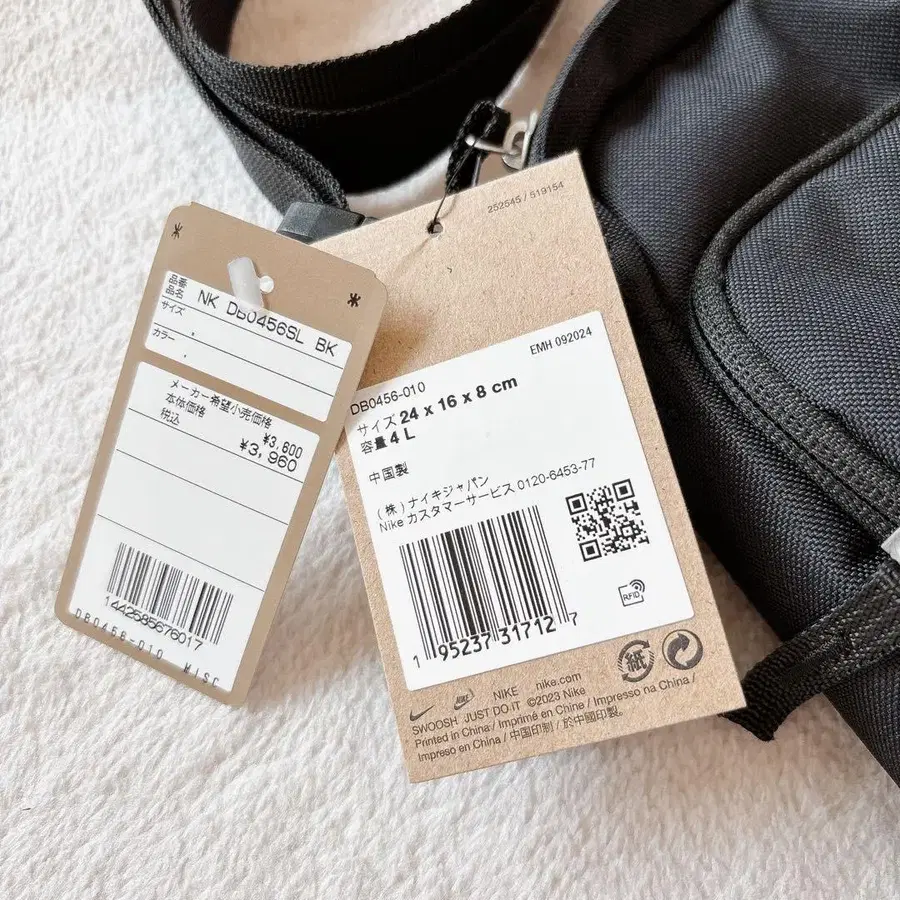 品番
品名
NK DB0456SL BK
サイズ
カラー
メーカー希望小売価格
本体価格 ¥3,600
税込 ¥3,960
1442585676017
DB0456-010 MISC
252545 / 519154
EMH 092024
DB0456-010
サイズ 24 x 16 x 8 cm
容量 4 L
中国製
(株)ナイキジャパン
Nike カスタマーサービス 0120-6453-77
RFID
1 95237 31712 7
紙
NIKE nike.com
SWOOSH JUST DO IT ©2023 Nike
Printed in China / Imprimé en Chine / Impresso na China /
Impreso en China / 中国印制 / 於中國印製。